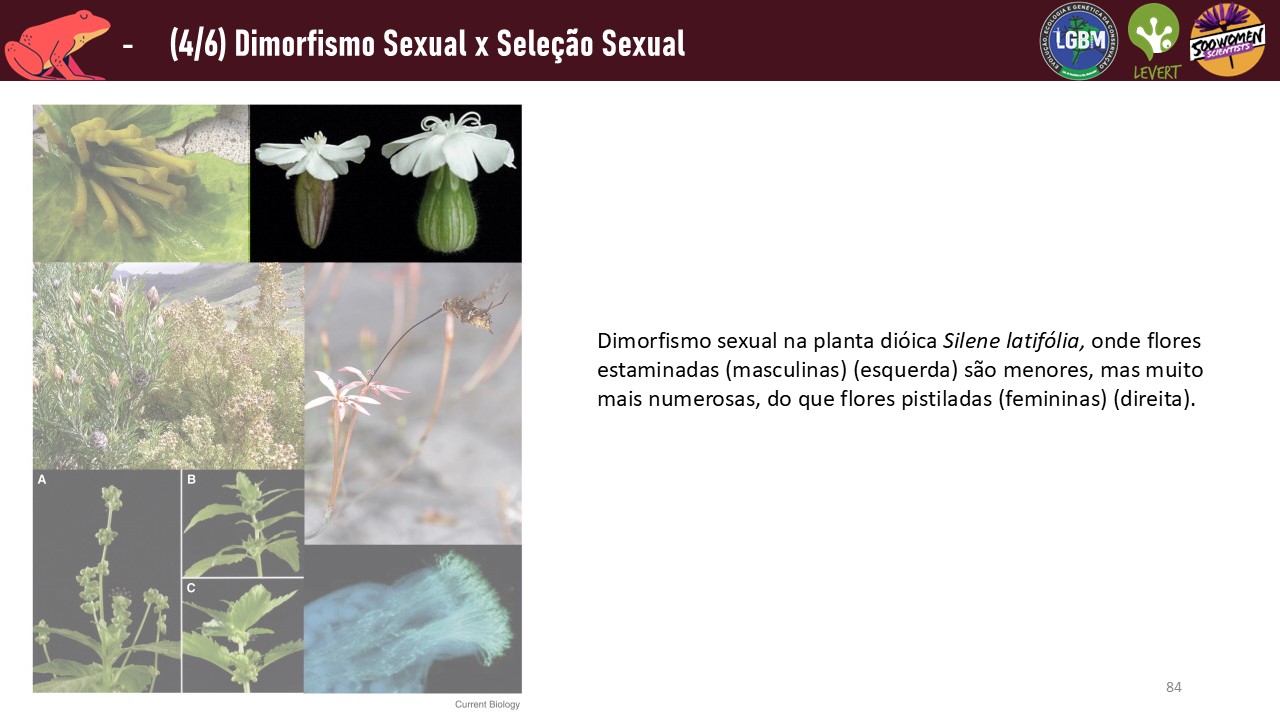 - (4/6) Dimorfismo Sexual x Seleção Sexual
LGBM
LEVERT
500 WOMEN
SCIENTISTS
Dimorfismo sexual na planta dióica Silene latifólia, onde flores
estaminadas (masculinas) (esquerda) são menores, mas muito
mais numerosas, do que flores pistiladas (femininas) (direita).
A
B
C
Current Biology
84